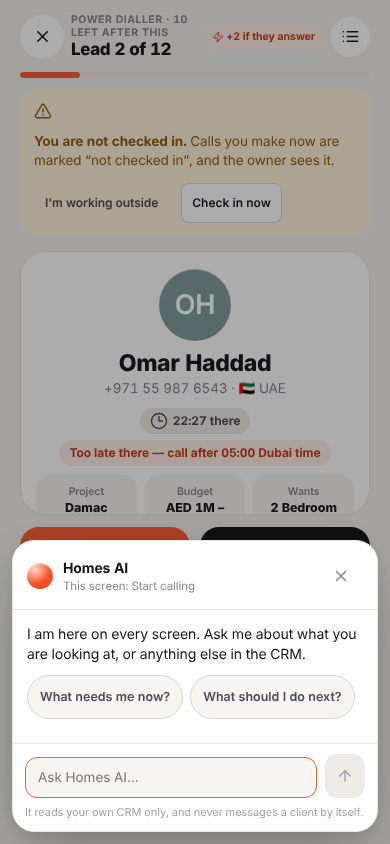 POWER DIALLER · 10
LEFT AFTER THIS
Lead 2 of 12
+2 if they answer
You are not checked in. Calls you make now are
marked “not checked in”, and the owner sees it.
I'm working outside
Check in now
OH
Omar Haddad
+971 55 987 6543 · 🇦🇪 UAE
22:27 there
Too late there — call after 05:00 Dubai time
Project Budget Wants
Damac AED 1M – 2 Bedroom
Homes AI
This screen: Start calling
I am here on every screen. Ask me about what you
are looking at, or anything else in the CRM.
What needs me now? What should I do next?
Ask Homes AI...
It reads your own CRM only, and never messages a client by itself.